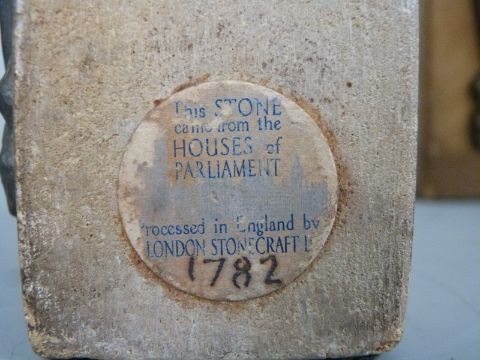 This STONE
came from the
HOUSES of
PARLIAMENT
Processed in England by
LONDON STONECRAFT L
1782